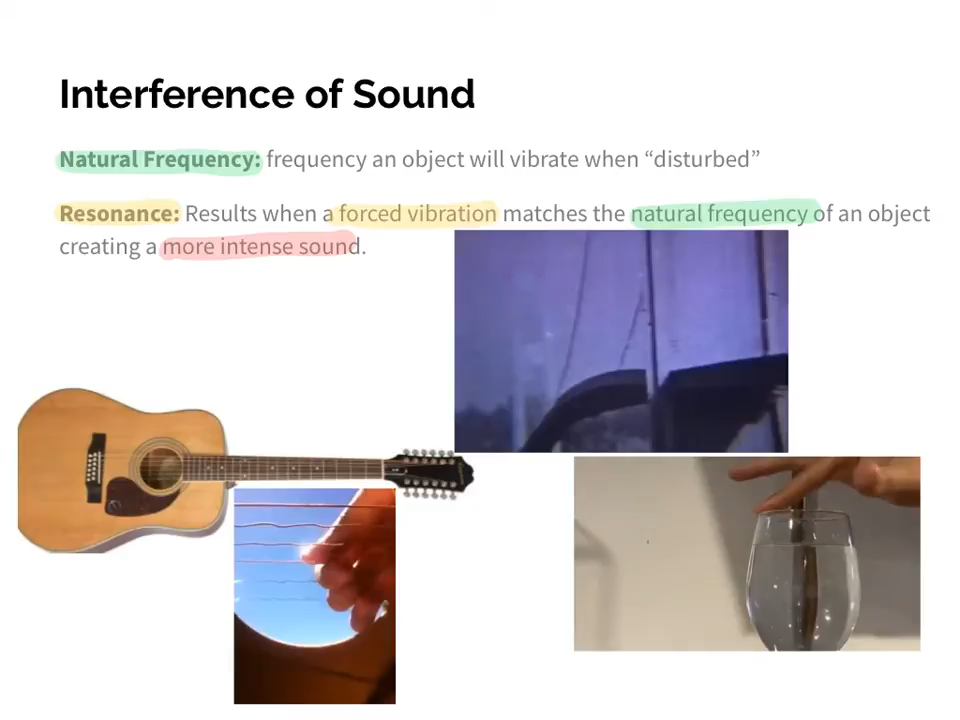 Interference of Sound
Natural Frequency: frequency an object will vibrate when “disturbed”
Resonance: Results when a forced vibration matches the natural frequency of an object
creating a more intense sound.